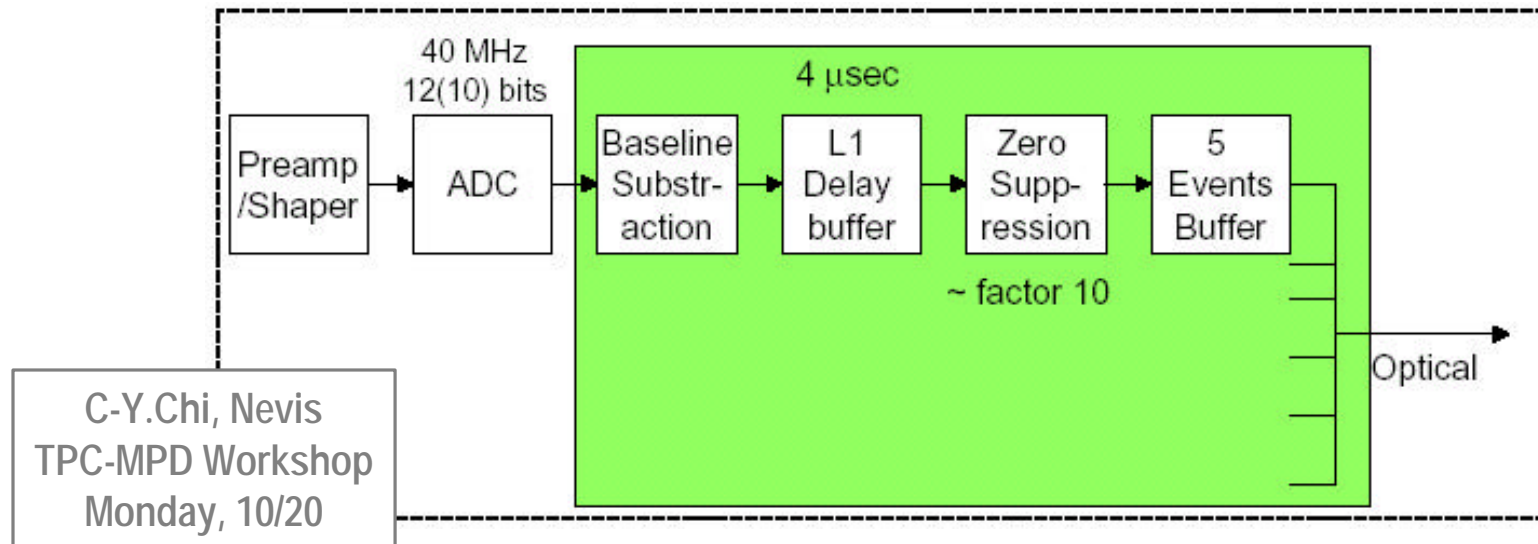 40 MHz
12(10) bits
4 μsec
Preamp
/Shaper
ADC
Baseline
Substr-
action
L1
Delay
buffer
Zero
Supp-
ression
5
Events
Buffer
~ factor 10
Optical
C-Y.Chi, Nevis
TPC-MPD Workshop
Monday, 10/20